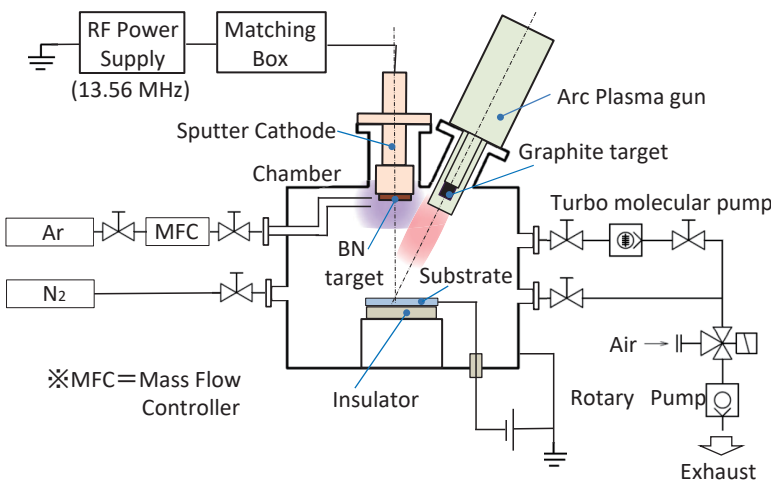 RF Power
Supply
(13.56 MHz)
Matching
Box
Arc Plasma gun
Sputter Cathode
Graphite target
Chamber
Turbo molecular pump
Ar
MFC
BN
target
Substrate
N₂
Air
※MFC＝Mass Flow
Controller
Insulator
Rotary Pump
Exhaust